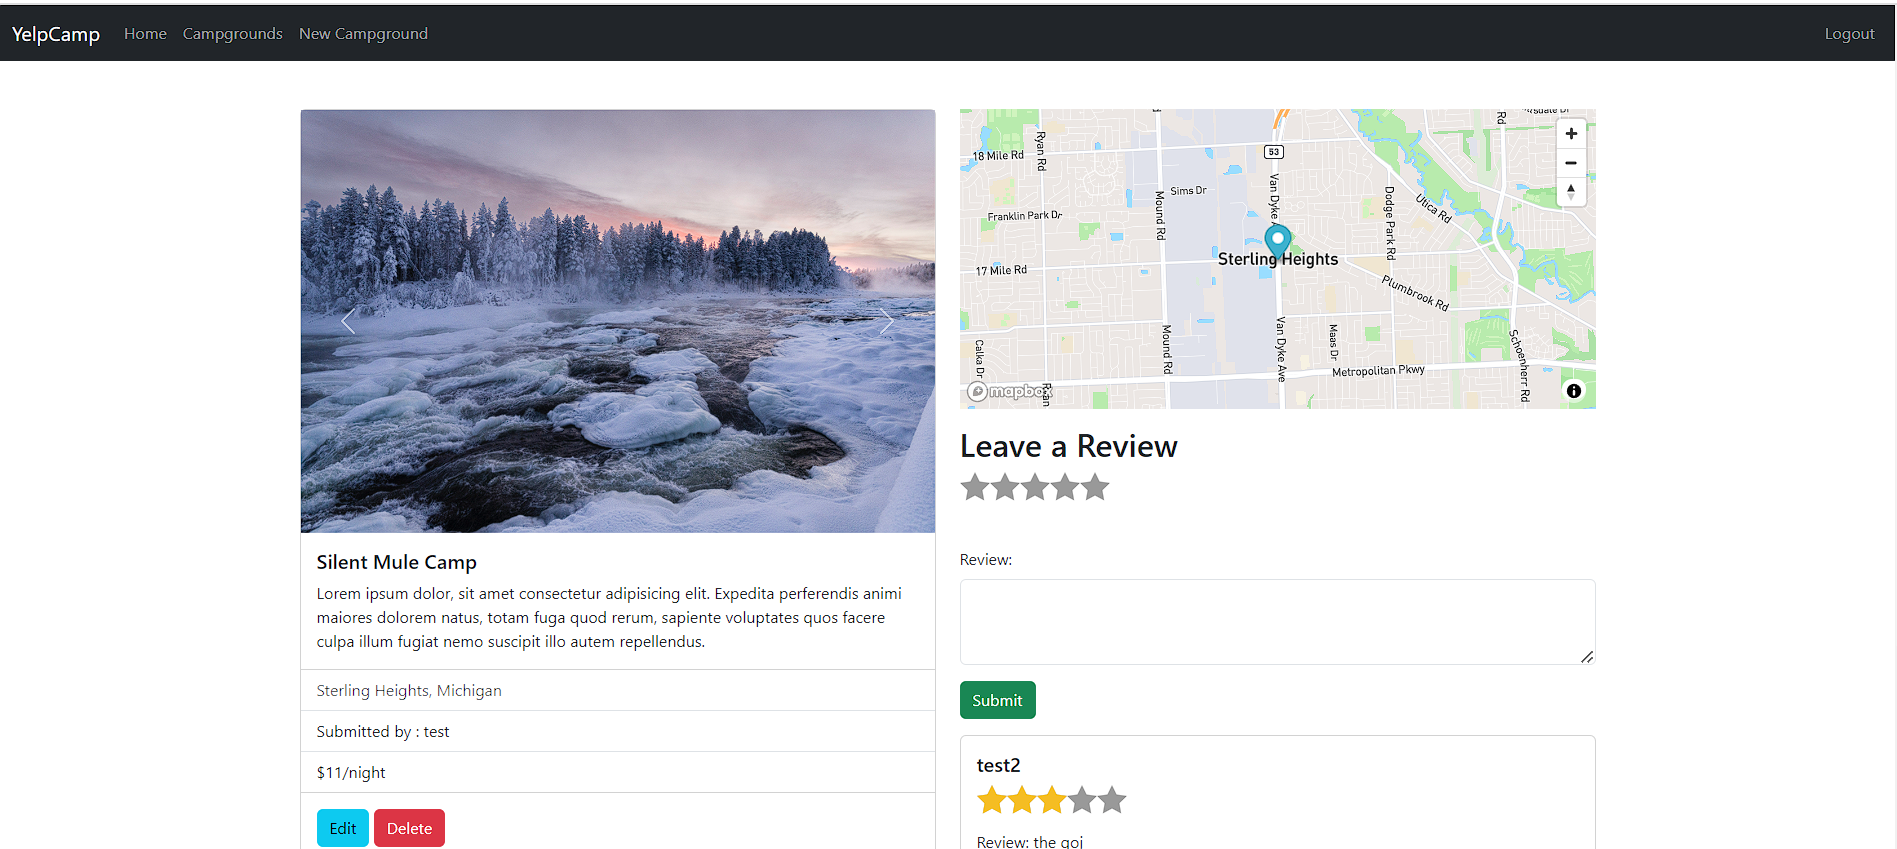 YelpCamp Home Campgrounds New Campground Logout
Silent Mule Camp
Lorem ipsum dolor, sit amet consectetur adipisicing elit. Expedita perferendis animi
maiores dolorem natus, totam fuga quod rerum, sapiente voluptates quos facere
culpa illum fugiat nemo suscipit illo autem repellendus.
Sterling Heights, Michigan
Submitted by : test
$11/night
Edit Delete
Rd
18 Mile Rd
Ryan Rd
53
Sims Dr
Van Dyke A
Mound Rd
Dodge Park Rd
Utica Rd
Franklin Park Dr
Sterling Heights
17 Mile Rd
Plumbrook Rd
Calka Dr
Mound Rd
Van Dyke Ave
Maas Dr
Metropolitan Pkwy
Schoenherr Rd
mapbox
Leave a Review
Review:
Submit
test2
Review: the goj